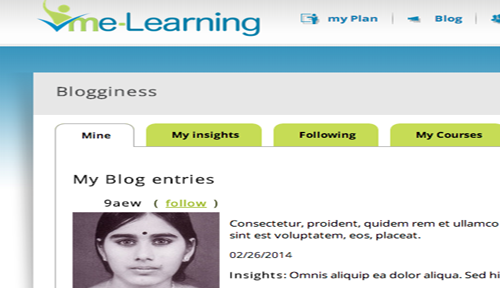 me-Learning
my Plan
Blog
Blogginess
Mine
My insights
Following
My Courses
My Blog entries
9aew ( follow )
Consectetur, proident, quidem rem et ullamco
sint est voluptatem, eos, placeat.
02/26/2014
Insights: Omnis aliquip ea dolor aliqua. Sed hi